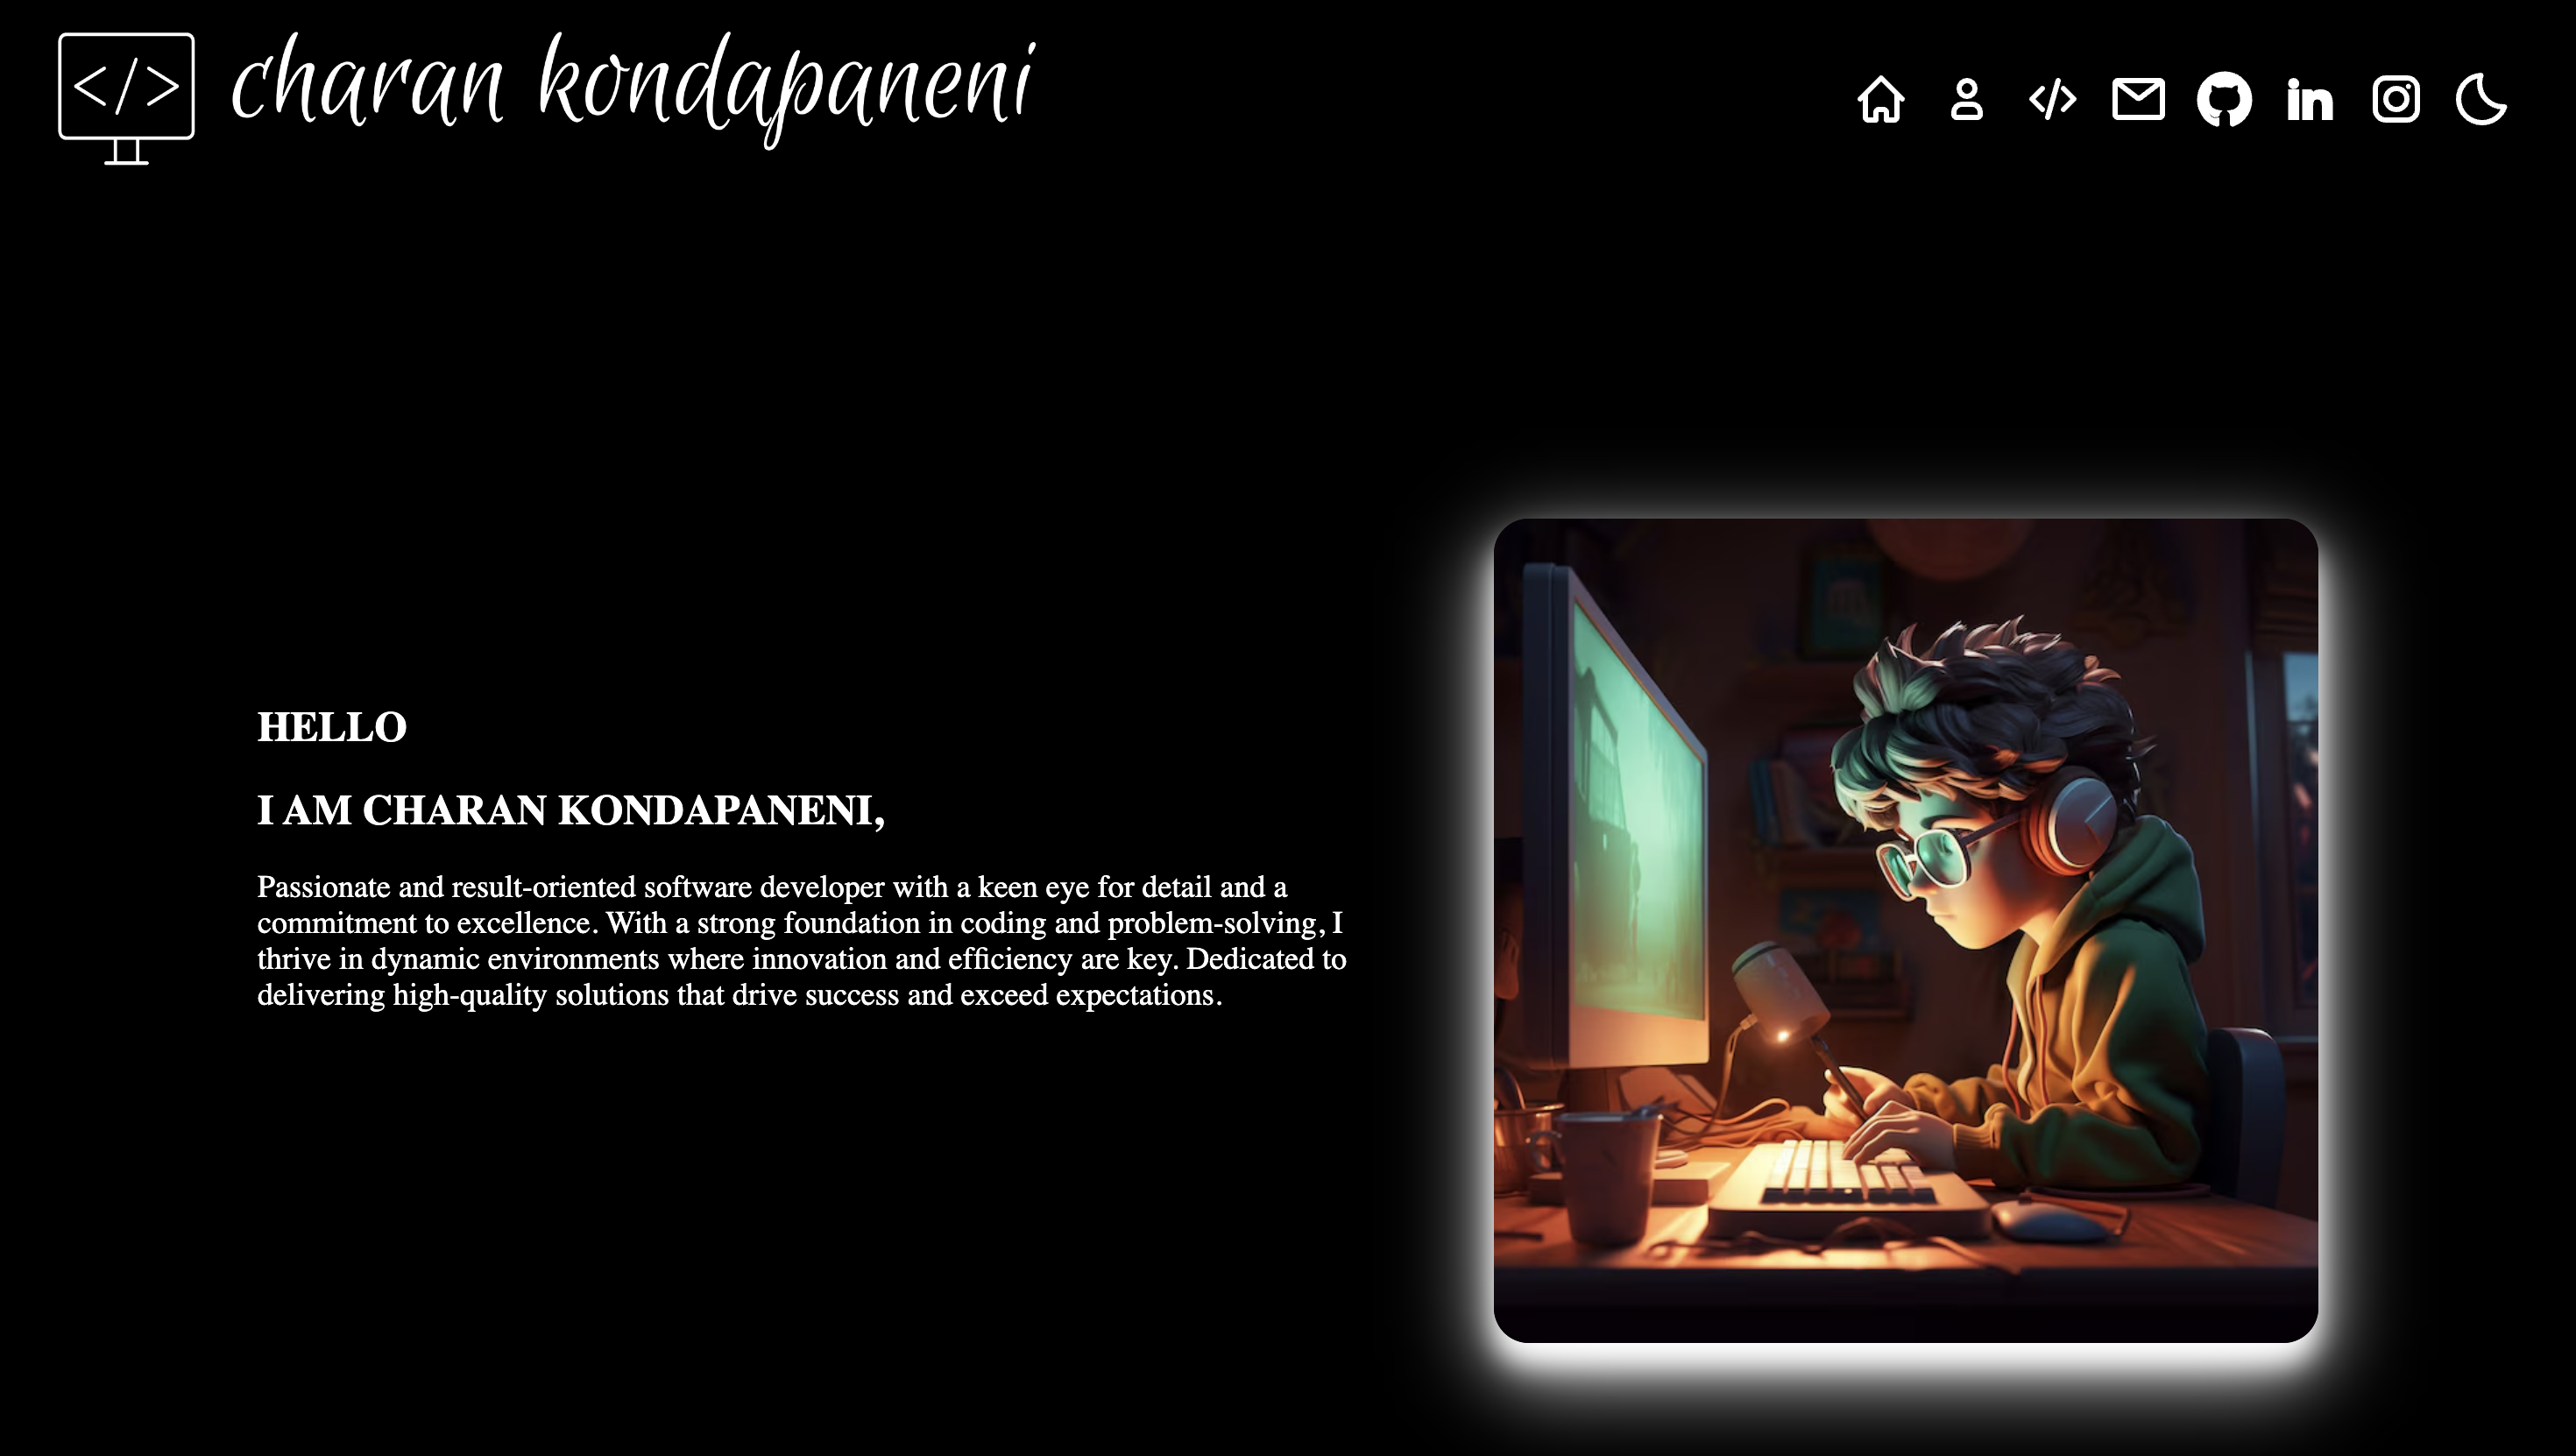 </>
charan kondapaneni
HELLO
I AM CHARAN KONDAPANENI,
Passionate and result-oriented software developer with a keen eye for detail and a
commitment to excellence. With a strong foundation in coding and problem-solving, I
thrive in dynamic environments where innovation and efficiency are key. Dedicated to
delivering high-quality solutions that drive success and exceed expectations.